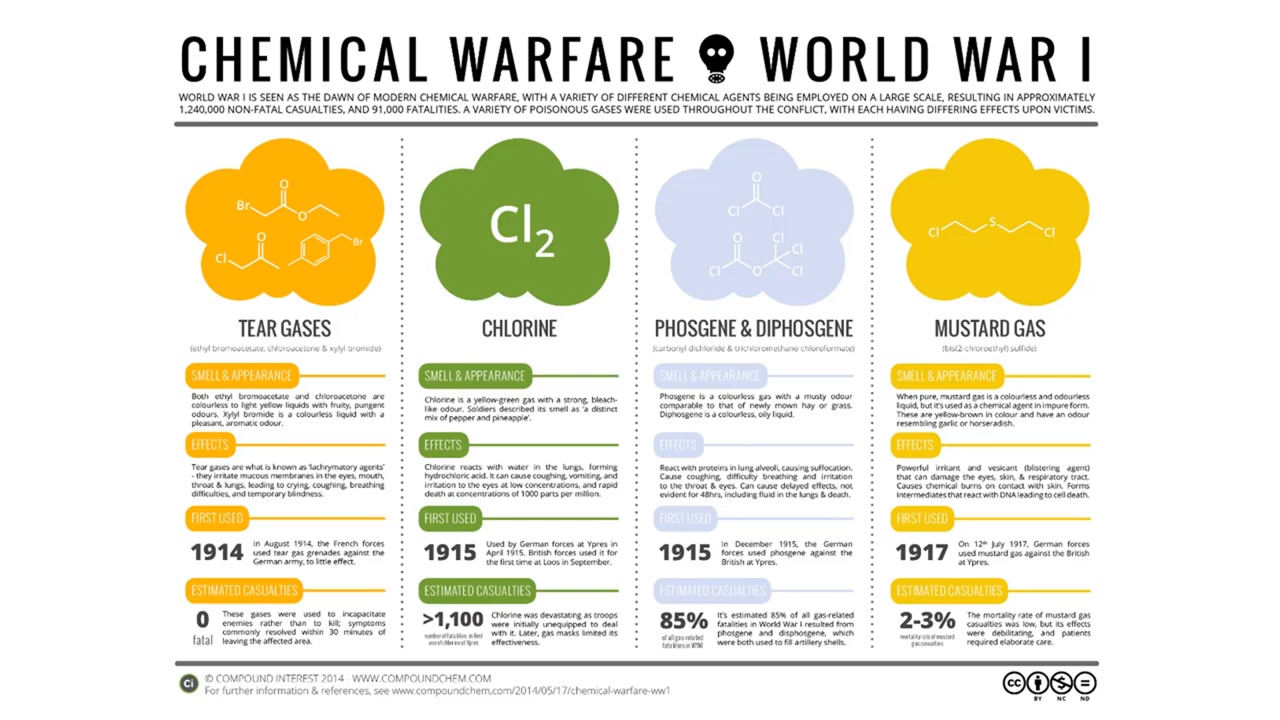 CHEMICAL WARFARE WORLD WAR I
WORLD WAR I IS SEEN AS THE DAWN OF MODERN CHEMICAL WARFARE, WITH A VARIETY OF DIFFERENT CHEMICAL AGENTS BEING EMPLOYED ON A LARGE SCALE, RESULTING IN APPROXIMATELY
1,240,000 NON-FATAL CASUALTIES, AND 91,000 FATALITIES. A VARIETY OF POISONOUS GASES WERE USED THROUGHOUT THE CONFLICT, WITH EACH HAVING DIFFERING EFFECTS UPON VICTIMS.
O
Br
O
O
Cl
Br
TEAR GASES
(ethyl bromoacetate, chloroacetone & xylyl bromide)
SMELL & APPEARANCE
Both ethyl bromoacetate and chloroacetone are
colourless to light yellow liquids with fruity, pungent
odours. Xylyl bromide is a colourless liquid with a
pleasant, aromatic odour.
EFFECTS
Tear gases are what is known as 'lachrymatory agents'
- they irritate mucous membranes in the eyes, mouth,
throat & lungs, leading to crying, coughing, breathing
difficulties, and temporary blindness.
FIRST USED
1914
In August 1914, the French forces
used tear gas grenades against the
German army, to little effect.
ESTIMATED CASUALTIES
0
fatal
These gases were used to incapacitate
enemies rather than to kill; symptoms
commonly resolved within 30 minutes of
leaving the affected area.
Cl2
CHLORINE
SMELL & APPEARANCE
Chlorine is a yellow-green gas with a strong, bleach-
like odour. Soldiers described its smell as 'a distinct
mix of pepper and pineapple'.
EFFECTS
Chlorine reacts with water in the lungs, forming
hydrochloric acid. It can cause coughing, vomiting, and
irritation to the eyes at low concentrations, and rapid
death at concentrations of 1000 parts per million.
FIRST USED
1915
Used by German forces at Ypres in
April 1915. British forces used it for
the first time at Loos in September.
ESTIMATED CASUALTIES
>1,100
number of fatalities in first
use of chlorine at Ypres
Chlorine was devastating as troops
were initially unequipped to deal
with it. Later, gas masks limited its
effectiveness.
O
Cl Cl
O Cl
Cl
Cl O Cl
PHOSGENE & DIPHOSGENE
(carbonyl dichloride & trichloromethane chloroformate)
SMELL & APPEARANCE
Phosgene is a colourless gas with a musty odour
comparable to that of newly mown hay or grass.
Diphosgene is a colourless, oily liquid.
EFFECTS
React with proteins in lung alveoli, causing suffocation.
Cause coughing, difficulty breathing and irritation
to the throat & eyes. Can cause delayed effects, not
evident for 48hrs, including fluid in the lungs & death.
FIRST USED
1915
In December 1915, the German
forces used phosgene against the
British at Ypres.
ESTIMATED CASUALTIES
85%
of all gas-related
fatalities in WWI
It's estimated 85% of all gas-related
fatalities in World War I resulted from
phosgene and disphosgene, which
were both used to fill artillery shells.
Cl S Cl
MUSTARD GAS
(bis(2-chloroethyl) sulfide)
SMELL & APPEARANCE
When pure, mustard gas is a colourless and odourless
liquid, but it's used as a chemical agent in impure form.
These are yellow-brown in colour and have an odour
resembling garlic or horseradish.
EFFECTS
Powerful irritant and vesicant (blistering agent)
that can damage the eyes, skin, & respiratory tract.
Causes chemical burns on contact with skin. Forms
intermediates that react with DNA leading to cell death.
FIRST USED
1917
On 12th July 1917, German forces
used mustard gas against the British
at Ypres.
ESTIMATED CASUALTIES
2-3%
mortality rate of mustard
gas casualties
The mortality rate of mustard gas
casualties was low, but its effects
were debilitating, and patients
required elaborate care.
Ci
© COMPOUND INTEREST 2014 - WWW.COMPOUNDCHEM.COM
For further information & references, see www.compoundchem.com/2014/05/17/chemical-warfare-ww1
cc
BY NC ND